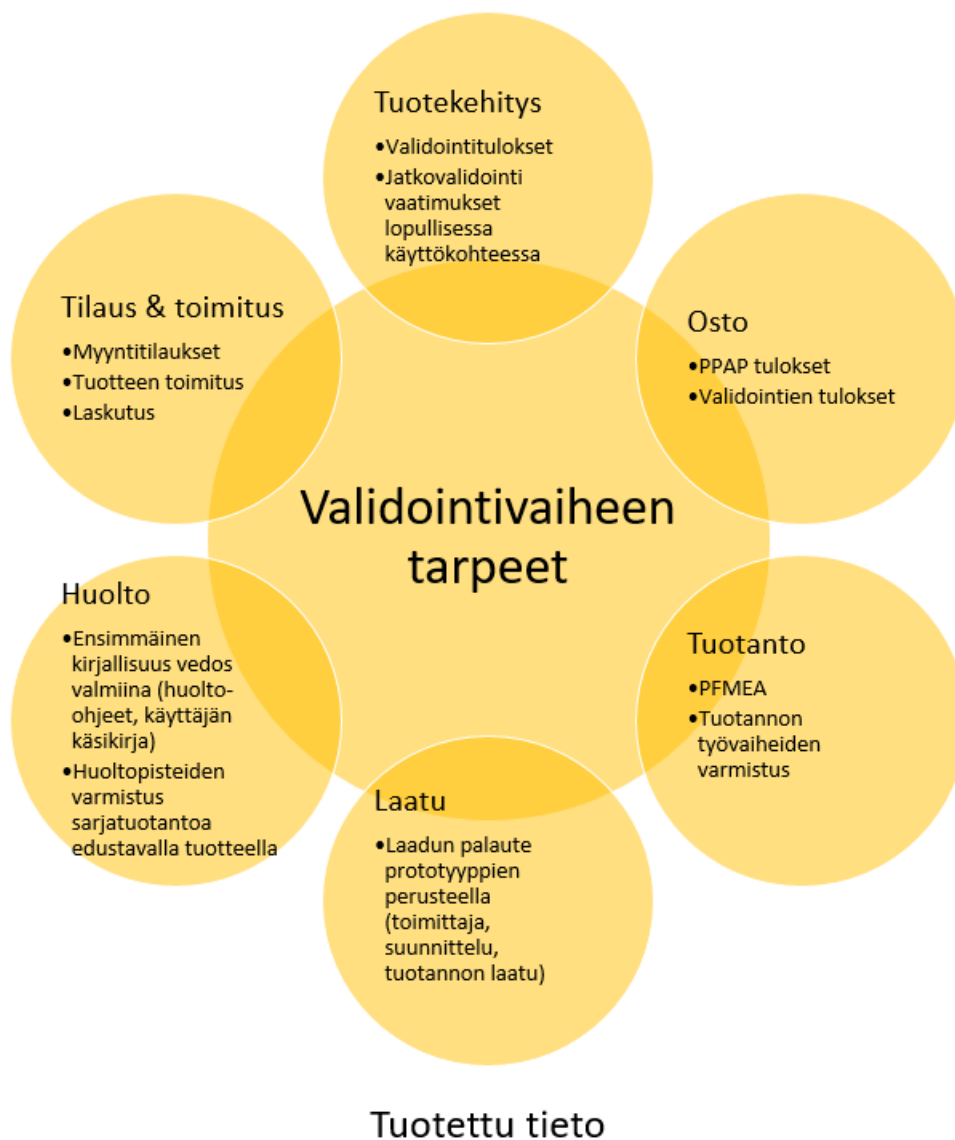 Tuotekehitys
•Validointitulokset
•Jatkovalidointi
vaatimukset
lopullisessa
käyttökohteessa
Tilaus & toimitus
•Myyntitilaukset
•Tuotteen toimitus
•Laskutus
Osto
•PPAP tulokset
•Validointien tulokset
Validointivaiheen
tarpeet
Huolto
•Ensimmäinen
kirjallisuus vedos
valmiina (huolto-
ohjeet, käyttäjän
käsikirja)
•Huoltopisteiden
varmistus
sarjatuotantoa
edustavalla tuotteella
Tuotanto
•PFMEA
•Tuotannon
työvaiheiden
varmistus
Laatu
•Laadun palaute
prototyyppien
perusteella
(toimittaja,
suunnittelu,
tuotannon laatu)
Tuotettu tieto